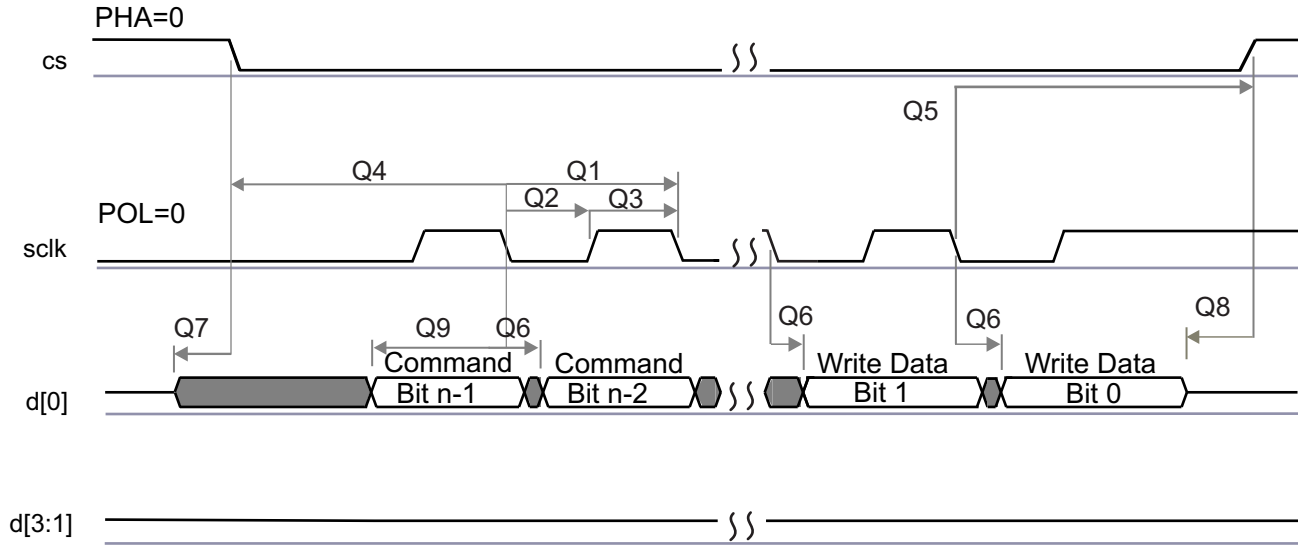 PHA=0
cs
Q5
Q4 Q1
Q2 Q3
POL=0
sclk
Q7 Q9 Q6 Q6 Q6 Q8
Command Command Write Data Write Data
d[0] Bit n-1 Bit n-2 Bit 1 Bit 0
d[3:1]